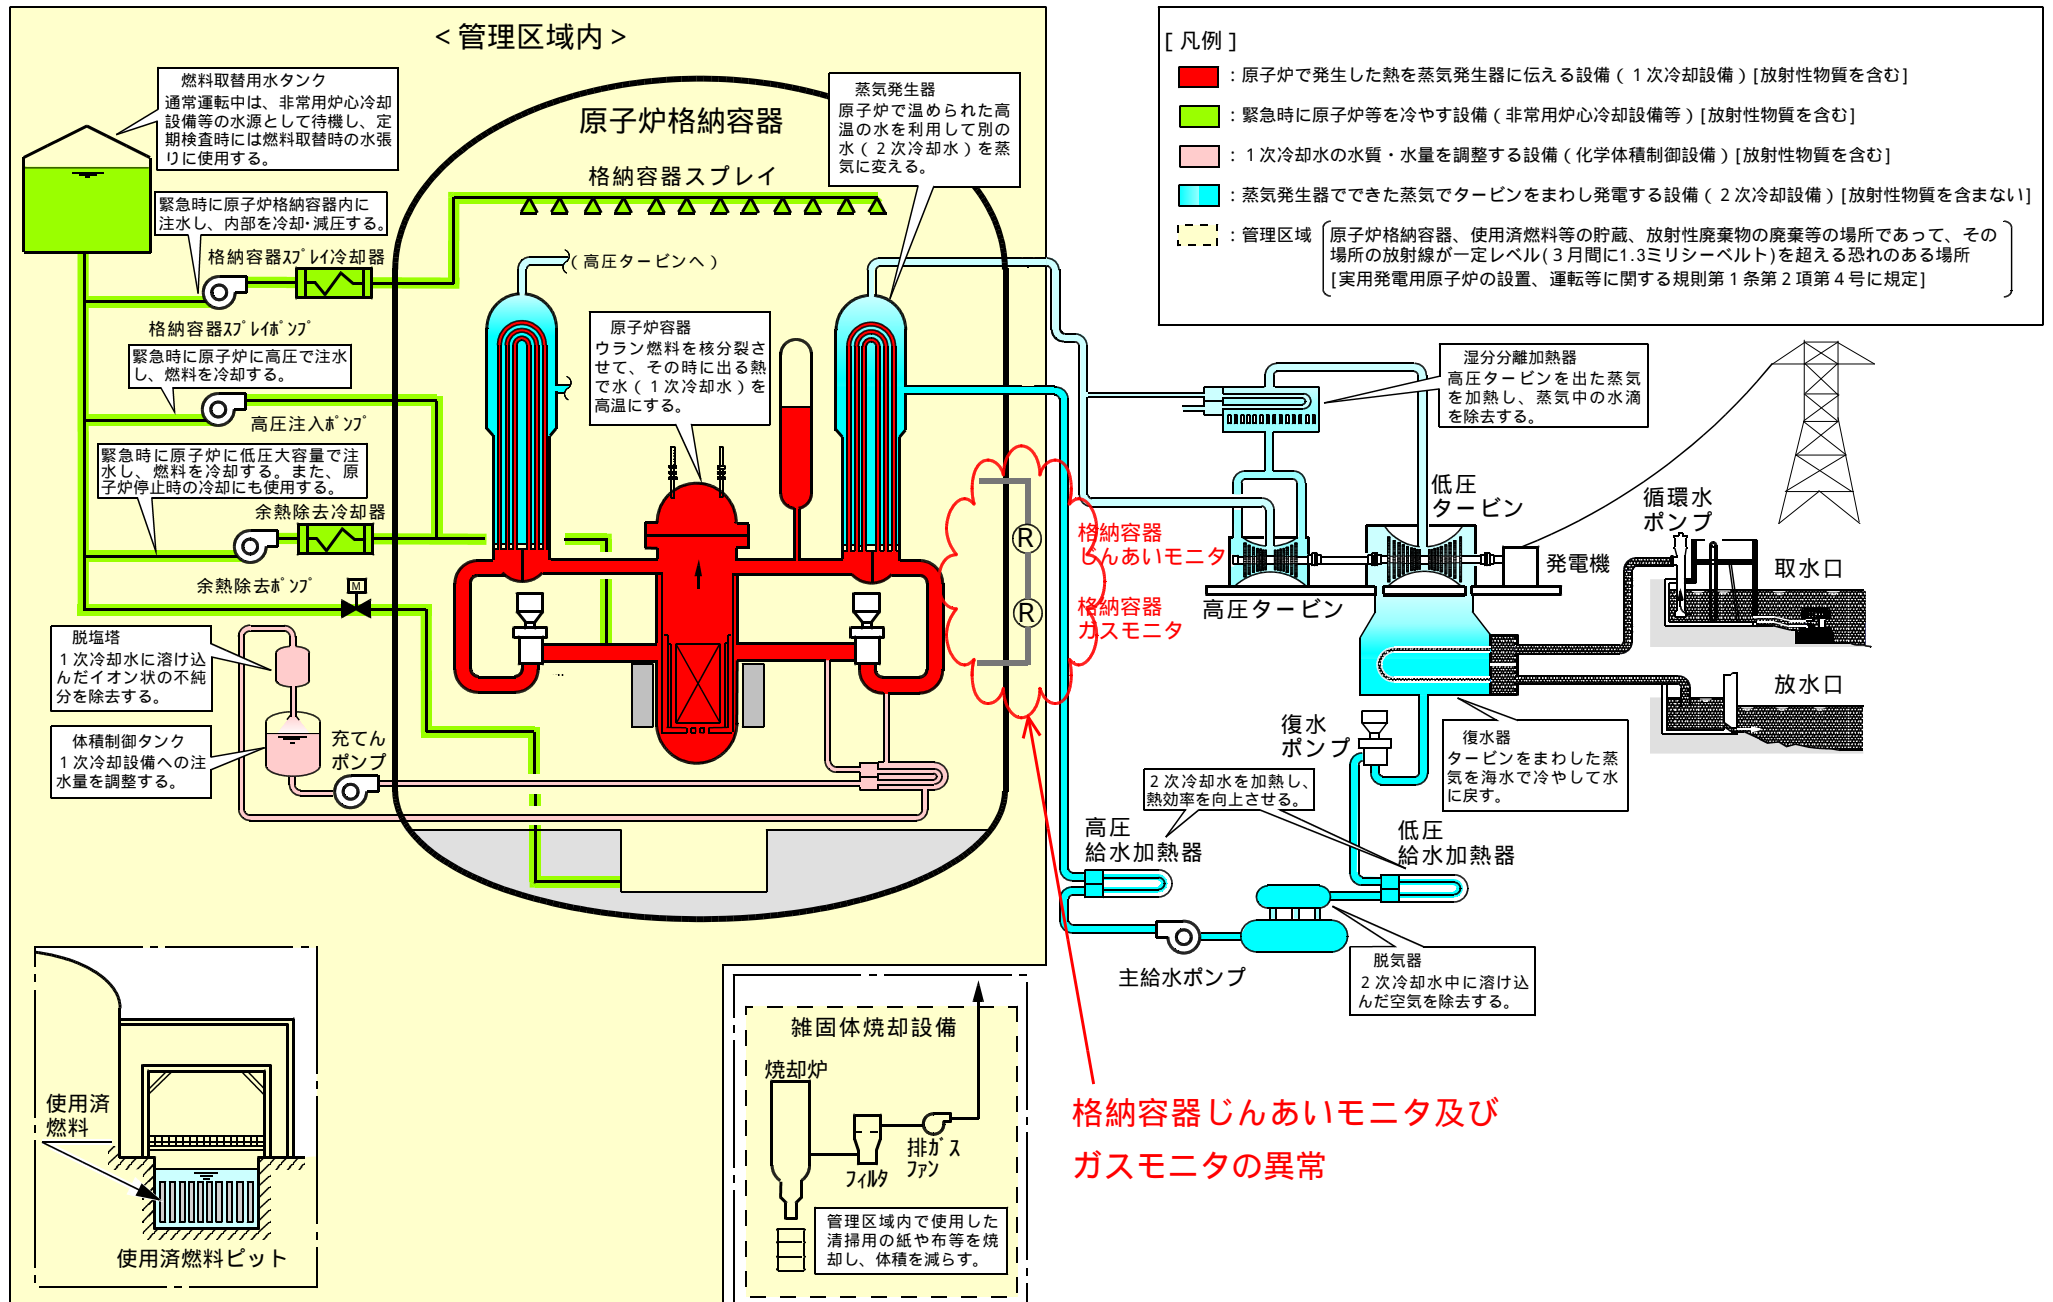 <管理区域内>
燃料取替用水タンク
通常運転中は、非常用炉心冷却
設備等の水源として待機し、定
期検査時には燃料取替時の水張
りに使用する。
緊急時に原子炉格納容器内に
注水し、内部を冷却・減圧する。
格納容器ｽﾌﾟﾚｲ冷却器
格納容器ｽﾌﾟﾚｲﾎﾟﾝﾌﾟ
緊急時に原子炉に高圧で注水
し、燃料を冷却する。
高圧注入ﾎﾟﾝﾌﾟ
緊急時に原子炉に低圧大容量で注
水し、燃料を冷却する。また、原
子炉停止時の冷却にも使用する。
余熱除去冷却器
余熱除去ﾎﾟﾝﾌﾟ
M
脱塩塔
１次冷却水に溶け込
んだイオン状の不純
分を除去する。
体積制御タンク
１次冷却設備への注
水量を調整する。
充てん
ポンプ
原子炉格納容器
格納容器スプレイ
(高圧タービンへ)
蒸気発生器
原子炉で温められた高
温の水を利用して別の
水(２次冷却水)を蒸
気に変える。
原子炉容器
ウラン燃料を核分裂さ
せて、その時に出る熱
で水(１次冷却水)を
高温にする。
R
R
格納容器
じんあいモニタ
格納容器
ガスモニタ
[凡例]
：原子炉で発生した熱を蒸気発生器に伝える設備(１次冷却設備)[放射性物質を含む]
：緊急時に原子炉等を冷やす設備(非常用炉心冷却設備等)[放射性物質を含む]
：１次冷却水の水質・水量を調整する設備(化学体積制御設備)[放射性物質を含む]
：蒸気発生器でできた蒸気でタービンをまわし発電する設備(２次冷却設備)[放射性物質を含まない]
：管理区域
原子炉格納容器、使用済燃料等の貯蔵、放射性廃棄物の廃棄等の場所であって、その
場所の放射線が一定レベル(３月間に1.3ミリシーベルト)を超える恐れのある場所
[実用発電用原子炉の設置、運転等に関する規則第１条第２項第４号に規定]
湿分分離加熱器
高圧タービンを出た蒸気
を加熱し、蒸気中の水滴
を除去する。
低圧
タービン
高圧タービン
発電機
循環水
ポンプ
取水口
放水口
復水
ポンプ
復水器
タービンをまわした蒸
気を海水で冷やして水
に戻す。
２次冷却水を加熱し、
熱効率を向上させる。
高圧
給水加熱器
低圧
給水加熱器
主給水ポンプ
脱気器
２次冷却水中に溶け込
んだ空気を除去する。
格納容器じんあいモニタ及び
ガスモニタの異常
使用済
燃料
使用済燃料ピット
雑固体焼却設備
焼却炉
ﾌｨﾙﾀ
排ｶﾞｽ
ﾌｧﾝ
管理区域内で使用した
清掃用の紙や布等を焼
却し、体積を減らす。